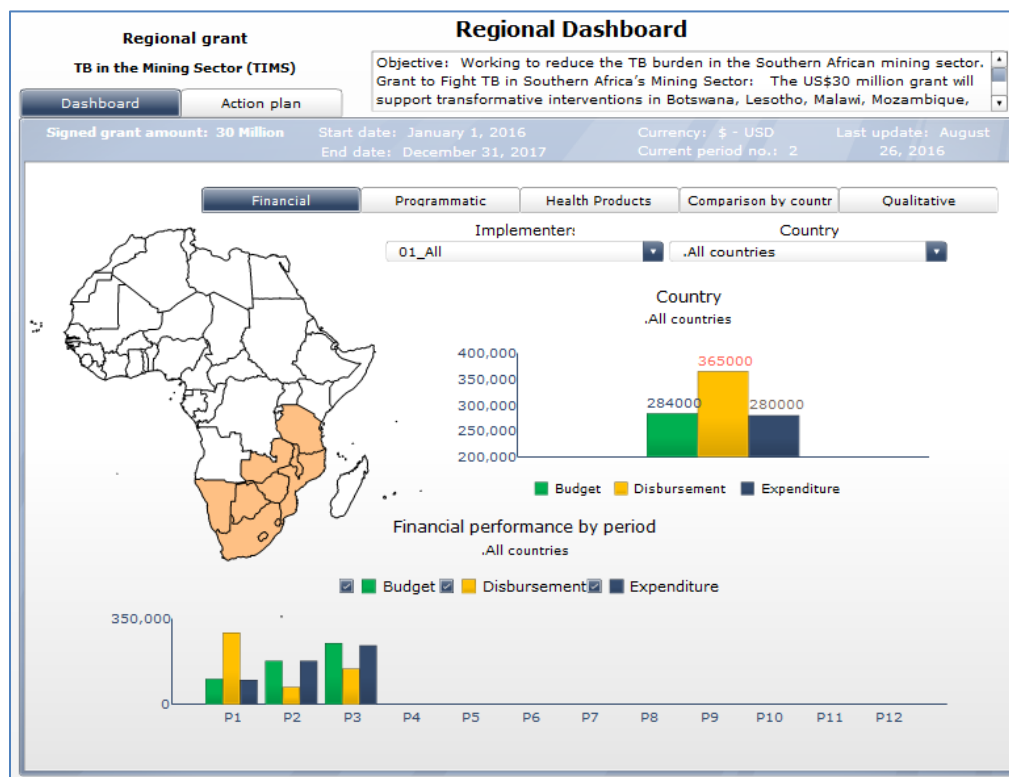 Regional grant
TB in the Mining Sector (TIMS)
Regional Dashboard
Objective: Working to reduce the TB burden in the Southern African mining sector.
Grant to Fight TB in Southern Africa's Mining Sector: The US$30 million grant will
support transformative interventions in Botswana, Lesotho, Malawi, Mozambique,
Dashboard
Action plan
Signed grant amount: 30 Million
Start date: January 1, 2016
End date: December 31, 2017
Currency: $ - USD
Current period no.: 2
Last update: August
26, 2016
Financial
Programmatic
Health Products
Comparison by countr
Qualitative
Implementers
Country
01_All
.All countries
Country
.All countries
400,000
350,000
300,000
250,000
200,000
284000
365000
280000
Budget
Disbursement
Expenditure
Financial performance by period
.All countries
Budget
Disbursement
Expenditure
350,000
0
P1 P2 P3 P4 P5 P6 P7 P8 P9 P10 P11 P12